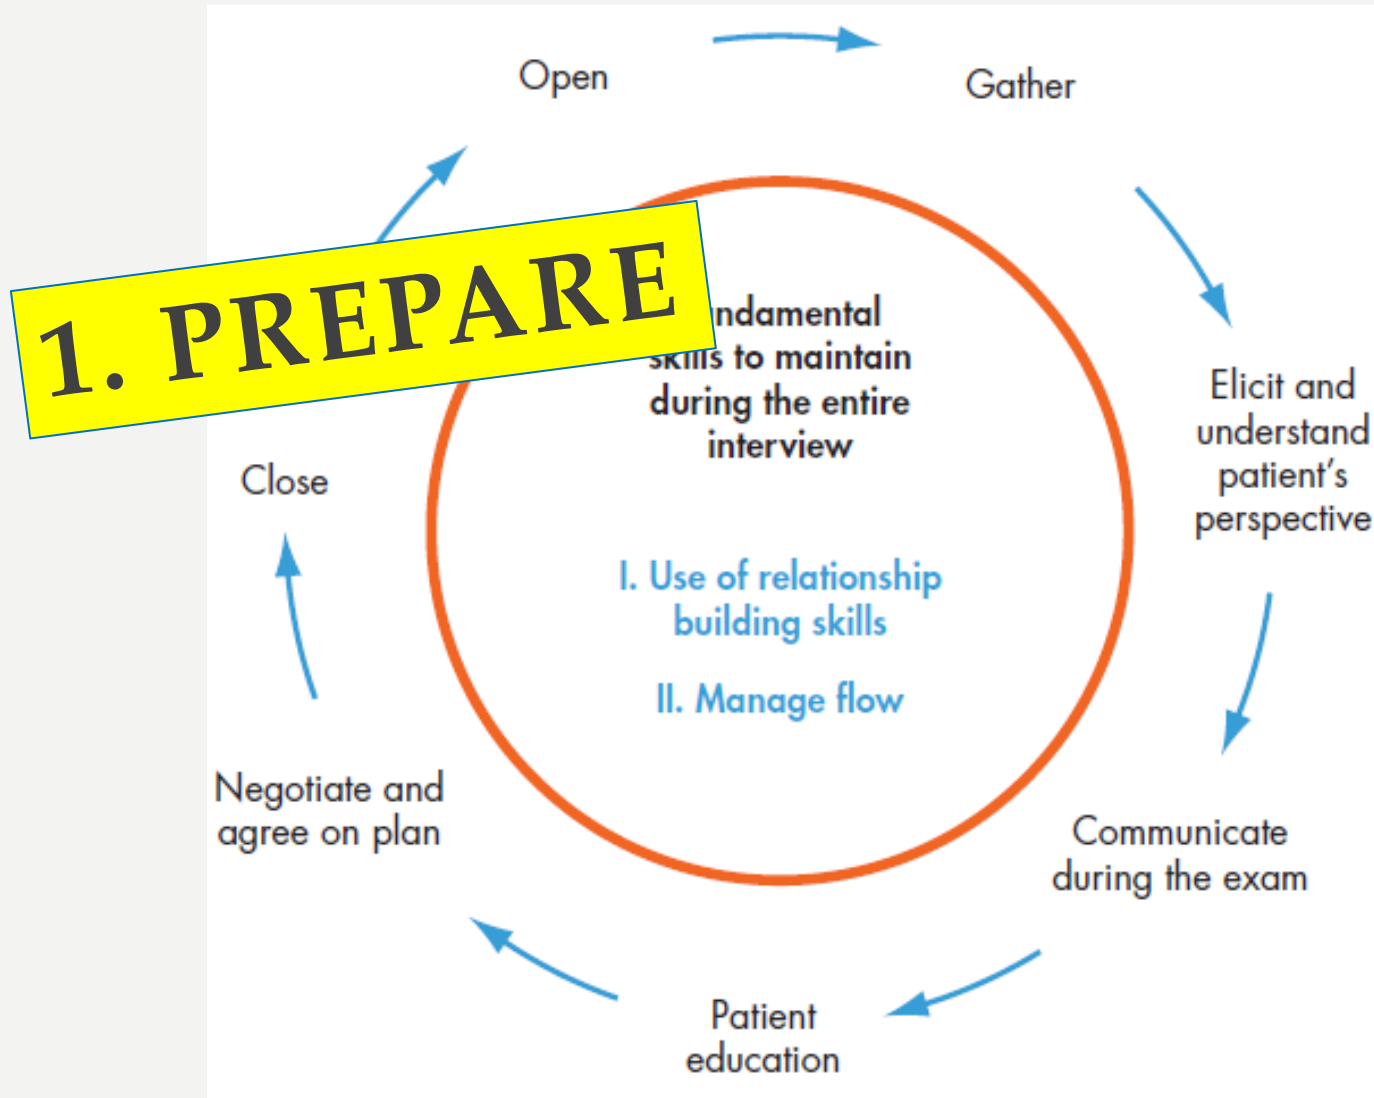 Open
Gather
1. PREPARE
ndamental
skills to maintain
during the entire
interview
Elicit and
understand
patient's
perspective
Close
I. Use of relationship
building skills
II. Manage flow
Negotiate and
agree on plan
Communicate
during the exam
Patient
education